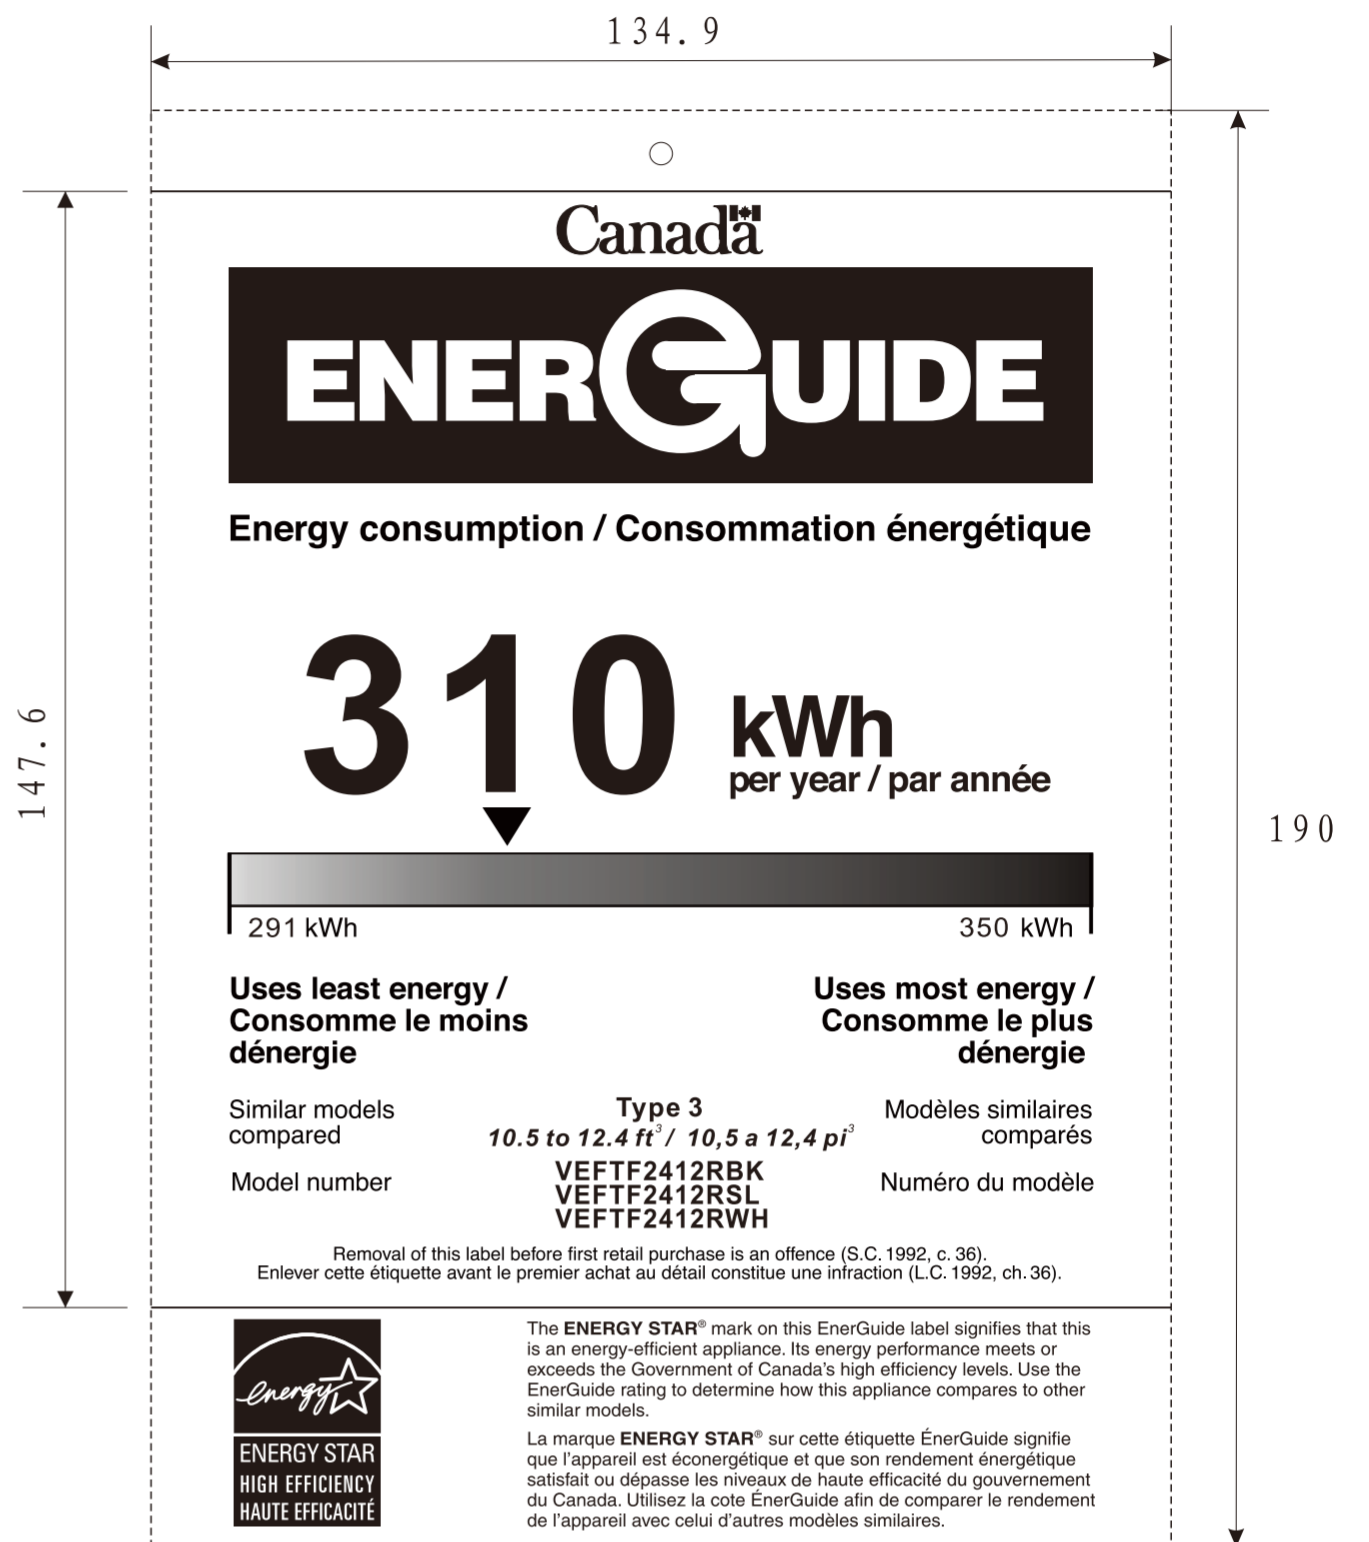 134.9
Canada
ENERGUIDE
Energy consumption / Consommation énergétique
310 kWh
per year / par année
147.6
190
291 kWh 350 kWh
Uses least energy /
Consomme le moins
dénergie
Uses most energy /
Consomme le plus
dénergie
Similar models
compared
Type 3
10.5 to 12.4 ft³ / 10,5 a 12,4 pi³
Modèles similaires
comparés
Model number
VEFTF2412RBK
VEFTF2412RSL
VEFTF2412RWH
Numéro du modèle
Removal of this label before first retail purchase is an offence (S.C. 1992, c. 36).
Enlever cette étiquette avant le premier achat au détail constitue une infraction (L.C. 1992, ch. 36).
energy
ENERGY STAR
HIGH EFFICIENCY
HAUTE EFFICACITÉ
The ENERGY STAR® mark on this EnerGuide label signifies that this
is an energy-efficient appliance. Its energy performance meets or
exceeds the Government of Canada's high efficiency levels. Use the
EnerGuide rating to determine how this appliance compares to other
similar models.
La marque ENERGY STAR® sur cette étiquette ÉnerGuide signifie
que l'appareil est éconergétique et que son rendement énergétique
satisfait ou dépasse les niveaux de haute efficacité du gouvernement
du Canada. Utilisez la cote ÉnerGuide afin de comparer le rendement
de l'appareil avec celui d'autres modèles similaires.